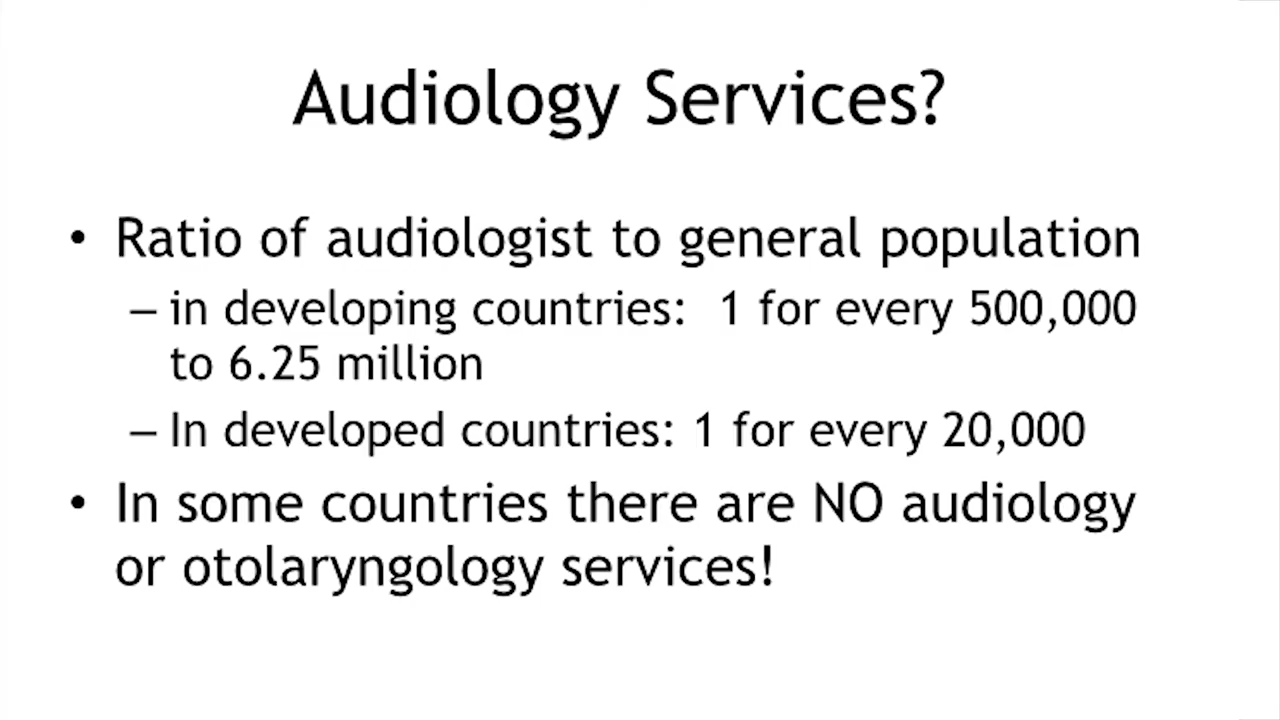 Audiology Services?
• Ratio of audiologist to general population
– in developing countries:  1 for every 500,000
to 6.25 million
– In developed countries: 1 for every 20,000
• In some countries there are NO audiology
or otolaryngology services!